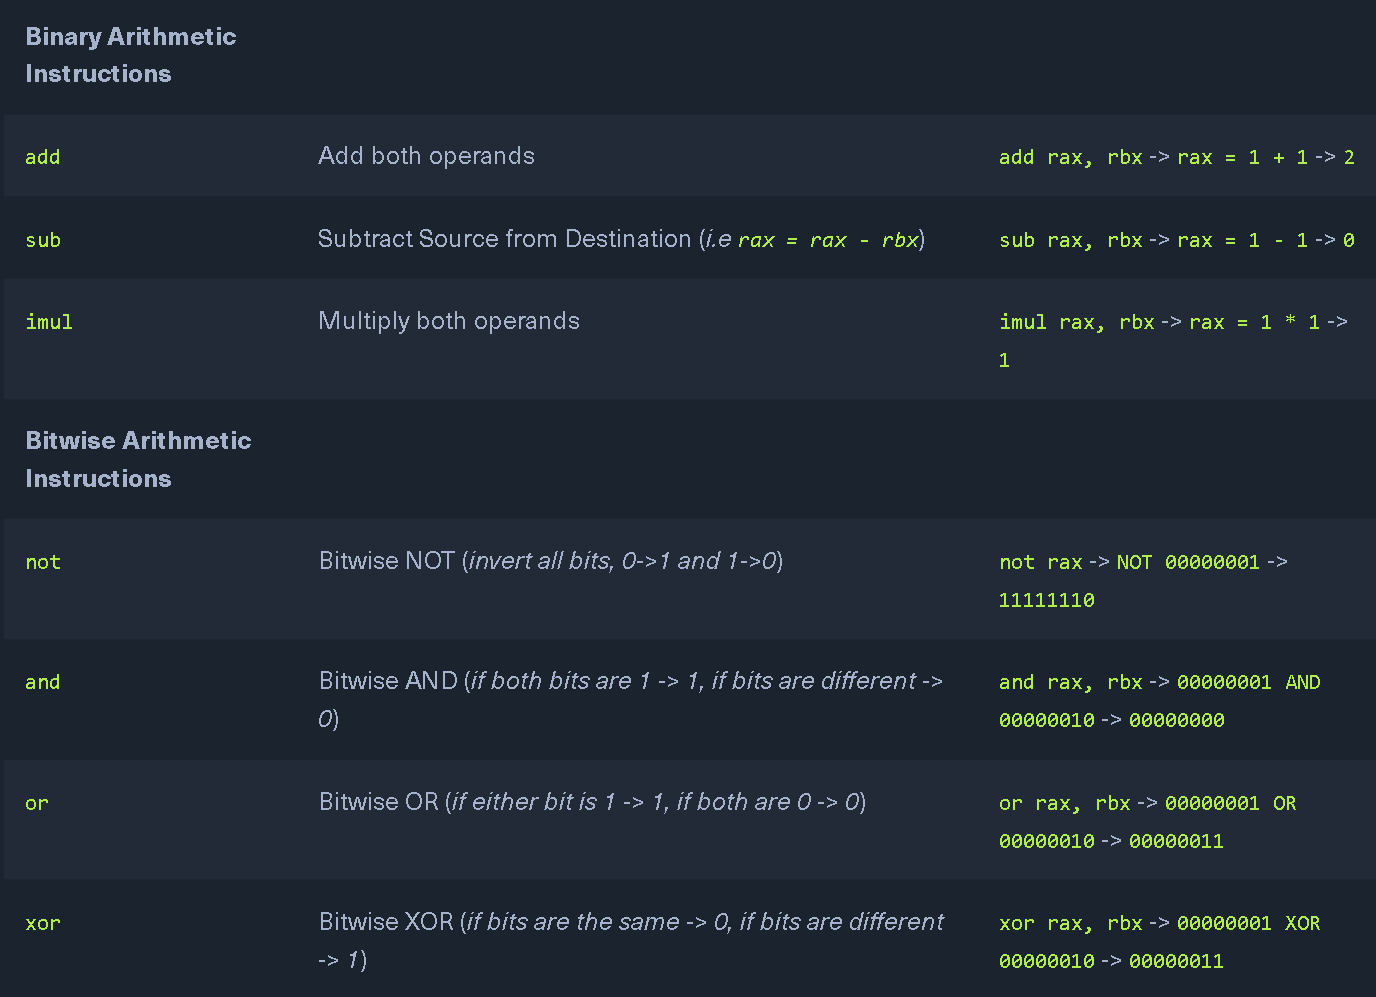 Binary Arithmetic
Instructions
add Add both operands add rax, rbx -> rax = 1 + 1 -> 2
sub Subtract Source from Destination (i.e rax = rax - rbx) sub rax, rbx -> rax = 1 - 1 -> 0
imul Multiply both operands imul rax, rbx -> rax = 1 * 1 ->
1
Bitwise Arithmetic
Instructions
not Bitwise NOT (invert all bits, 0->1 and 1->0) not rax -> NOT 00000001 ->
11111110
and Bitwise AND (if both bits are 1 -> 1, if bits are different -> and rax, rbx -> 00000001 AND
0) 00000010 -> 00000000
or Bitwise OR (if either bit is 1 -> 1, if both are 0 -> 0) or rax, rbx -> 00000001 OR
00000010 -> 00000011
xor Bitwise XOR (if bits are the same -> 0, if bits are different xor rax, rbx -> 00000001 XOR
-> 1) 00000010 -> 00000011